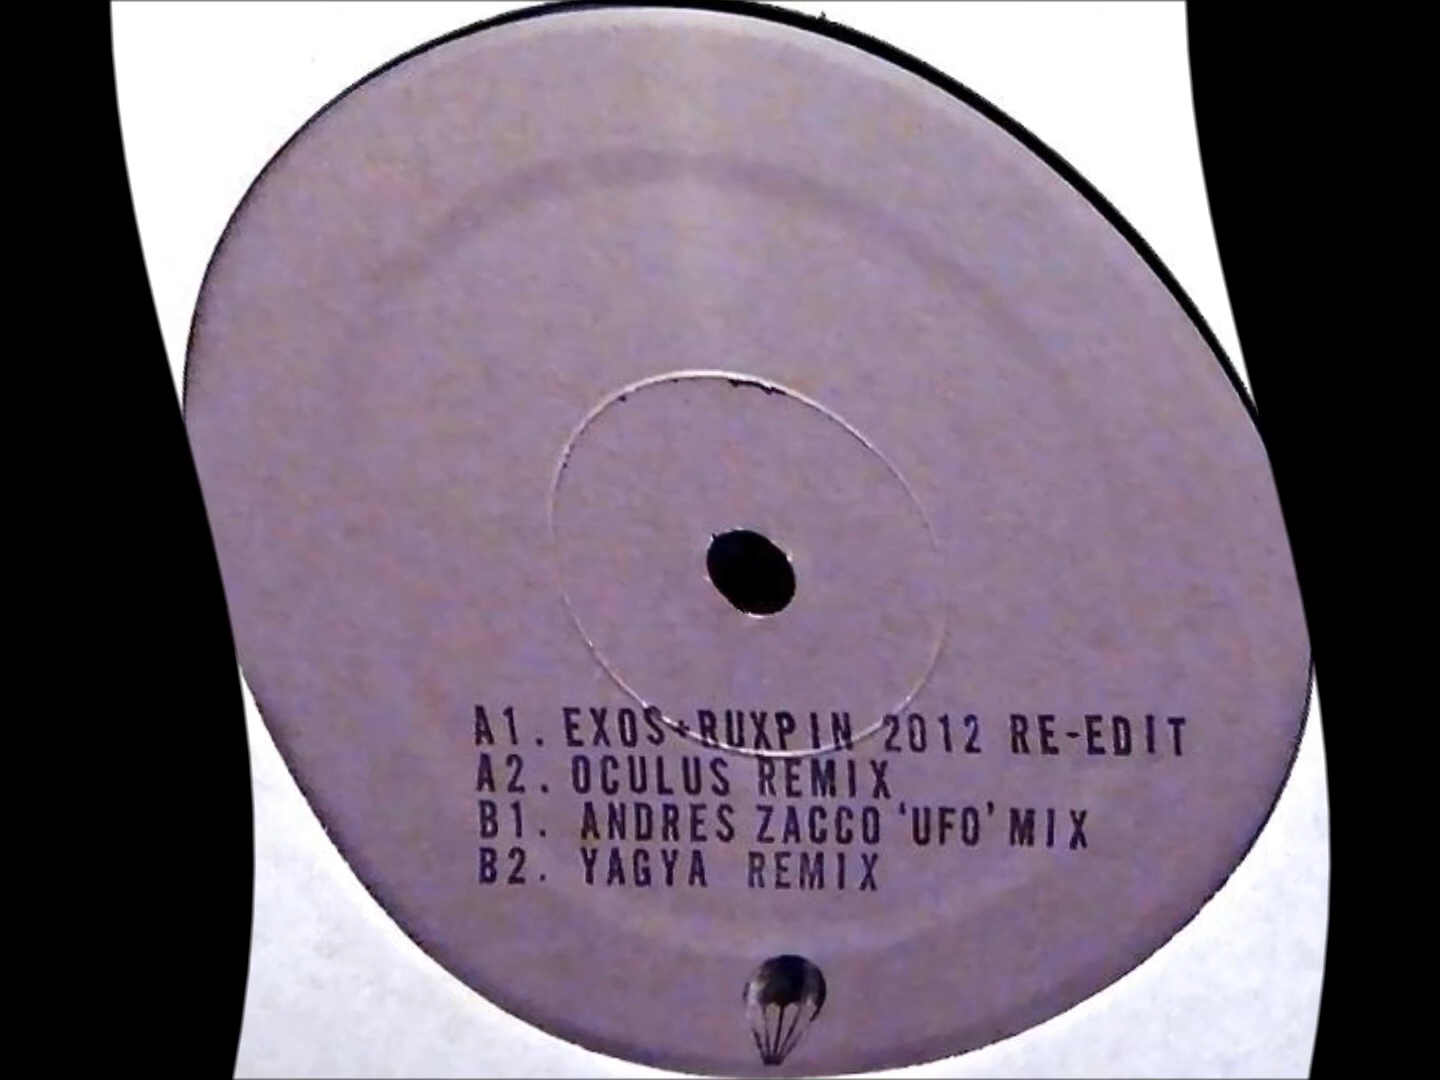 A1. EXOS+RUXPIN 2012 RE-EDIT
A2. OCULUS REMIX
B1. ANDRES ZACCO 'UFO' MIX
B2. YAGYA REMIX